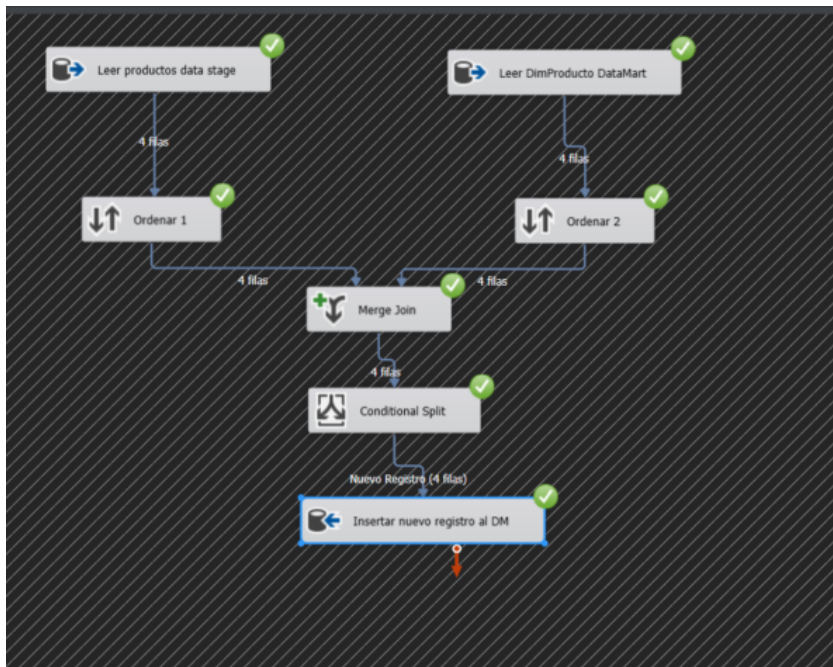 Leer productos data stage
Leer DimProducto DataMart
4 filas
4 filas
Ordenar 1
Ordenar 2
4 filas
4 filas
Merge Join
4 filas
Conditional Split
Nuevo Registro (4 filas)
Insertar nuevo registro al DM